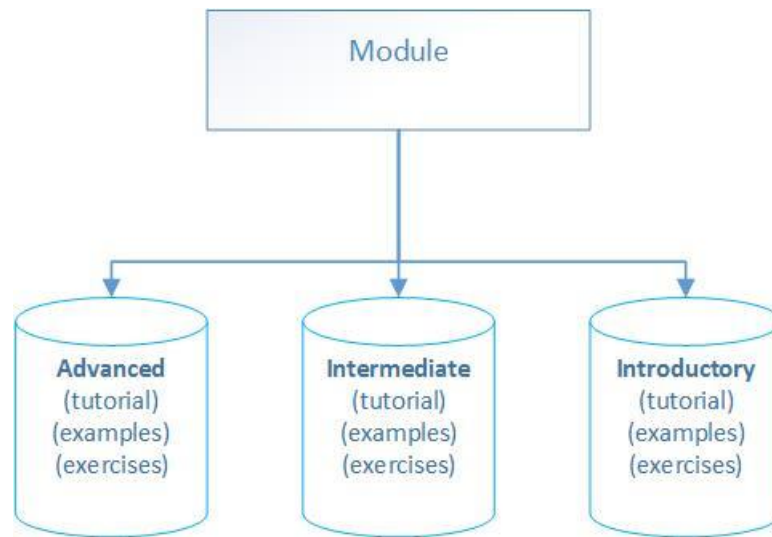 Module
Advanced
(tutorial)
(examples)
(exercises)
Intermediate
(tutorial)
(examples)
(exercises)
Introductory
(tutorial)
(examples)
(exercises)